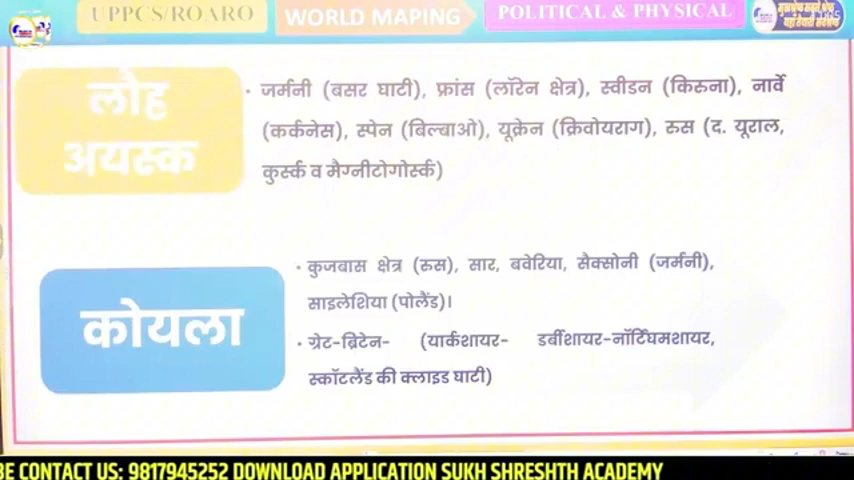 UPPCS/ROARO
WORLD MAPING
POLITICAL & PHYSICAL
लौह
अयस्क
• जर्मनी (बसर घाटी), फ्रांस (लॉरेन क्षेत्र), स्वीडन (किरुना), नार्वे
(कर्कनेस), स्पेन (बिल्बाओ), यूक्रेन (क्रिवोयराग), रुस (द. यूराल,
कुर्स्क व मैग्नीटोगोर्स्क)
कोयला
• कुजबास क्षेत्र (रुस), सार, बवेरिया, सैक्सोनी (जर्मनी),
साइलेशिया (पोलैंड)।
• ग्रेट-ब्रिटेन- (यार्कशायर- डर्बीशायर-नॉर्टिंघमशायर,
स्कॉटलैंड की क्लाइड घाटी)
BE CONTACT US: 9817945252 DOWNLOAD APPLICATION SUKH SHRESHTH ACADEMY